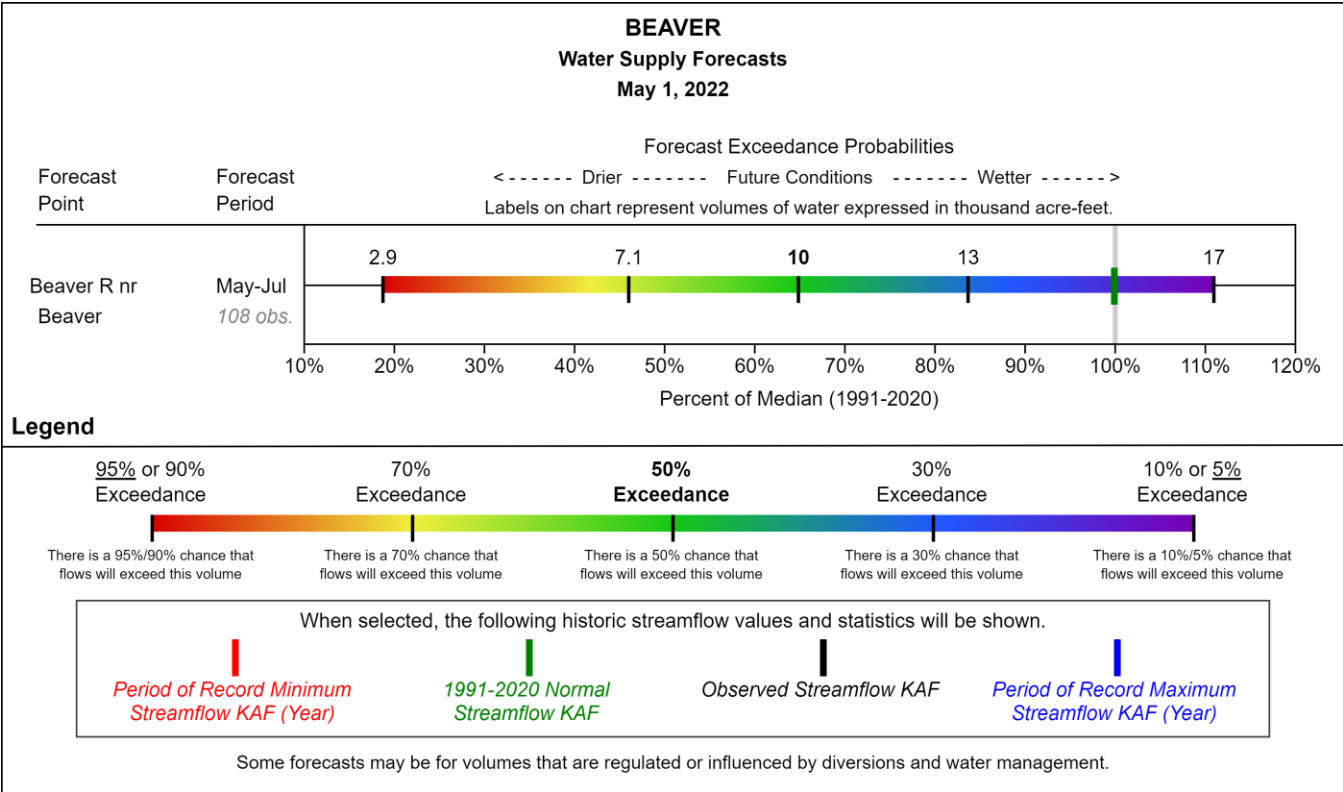 BEAVER
Water Supply Forecasts
May 1, 2022
Forecast Exceedance Probabilities
Forecast Point
Forecast Period
<- - - - - - Drier - - - - - - - Future Conditions - - - - - - - Wetter - - - - - ->
Labels on chart represent volumes of water expressed in thousand acre-feet.
2.9 7.1 10 13 17
Beaver R nr
Beaver
May-Jul
108 obs.
10% 20% 30% 40% 50% 60% 70% 80% 90% 100% 110% 120%
Percent of Median (1991-2020)
Legend
95% or 90%
Exceedance
70%
Exceedance
50%
Exceedance
30%
Exceedance
10% or 5%
Exceedance
There is a 95%/90% chance that
flows will exceed this volume
There is a 70% chance that
flows will exceed this volume
There is a 50% chance that
flows will exceed this volume
There is a 30% chance that
flows will exceed this volume
There is a 10%/5% chance that
flows will exceed this volume
When selected, the following historic streamflow values and statistics will be shown.
Period of Record Minimum
Streamflow KAF (Year)
1991-2020 Normal
Streamflow KAF
Observed Streamflow KAF
Period of Record Maximum
Streamflow KAF (Year)
Some forecasts may be for volumes that are regulated or influenced by diversions and water management.